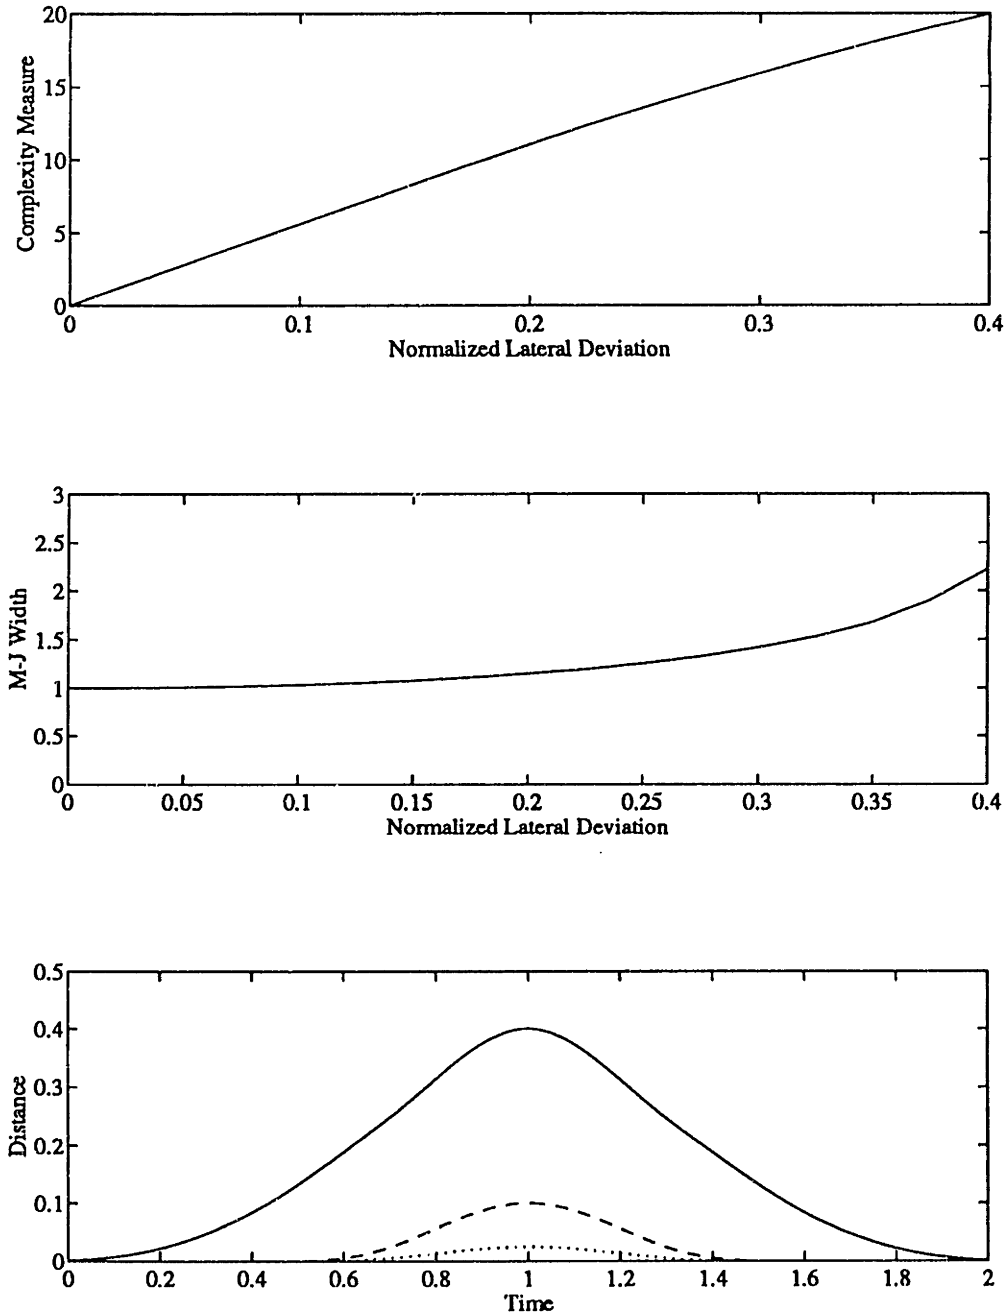 20
15
10
5
0
Complexity Measure
0 0.1 0.2 0.3 0.4
Normalized Lateral Deviation
3
2.5
2
1.5
1
0.5
0
M-J Width
0 0.05 0.1 0.15 0.2 0.25 0.3 0.35 0.4
Normalized Lateral Deviation
0.5
0.4
0.3
0.2
0.1
0
Distance
0 0.2 0.4 0.6 0.8 1 1.2 1.4 1.6 1.8 2
Time